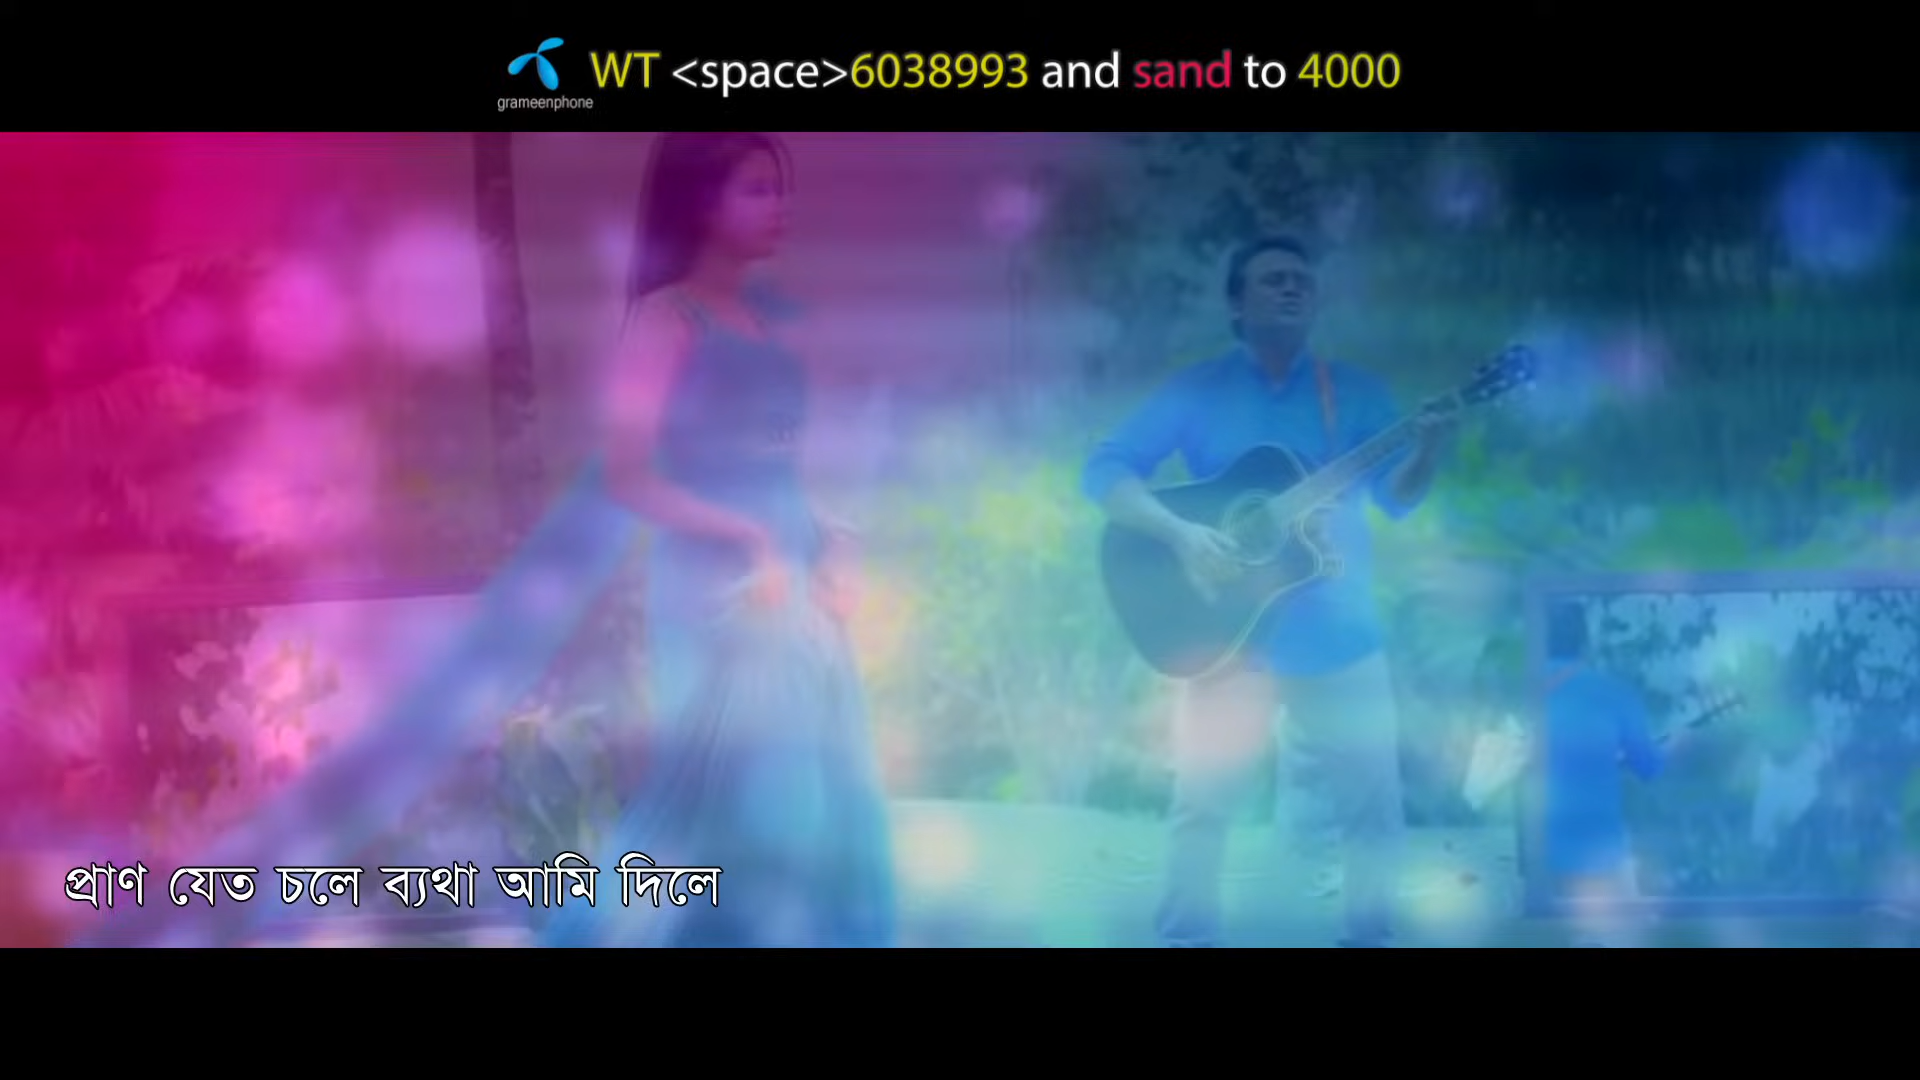 WT <space>6038993 and sand to 4000
grameenphone
প্রাণ যেত চলে ব্যথা আমি দিলে